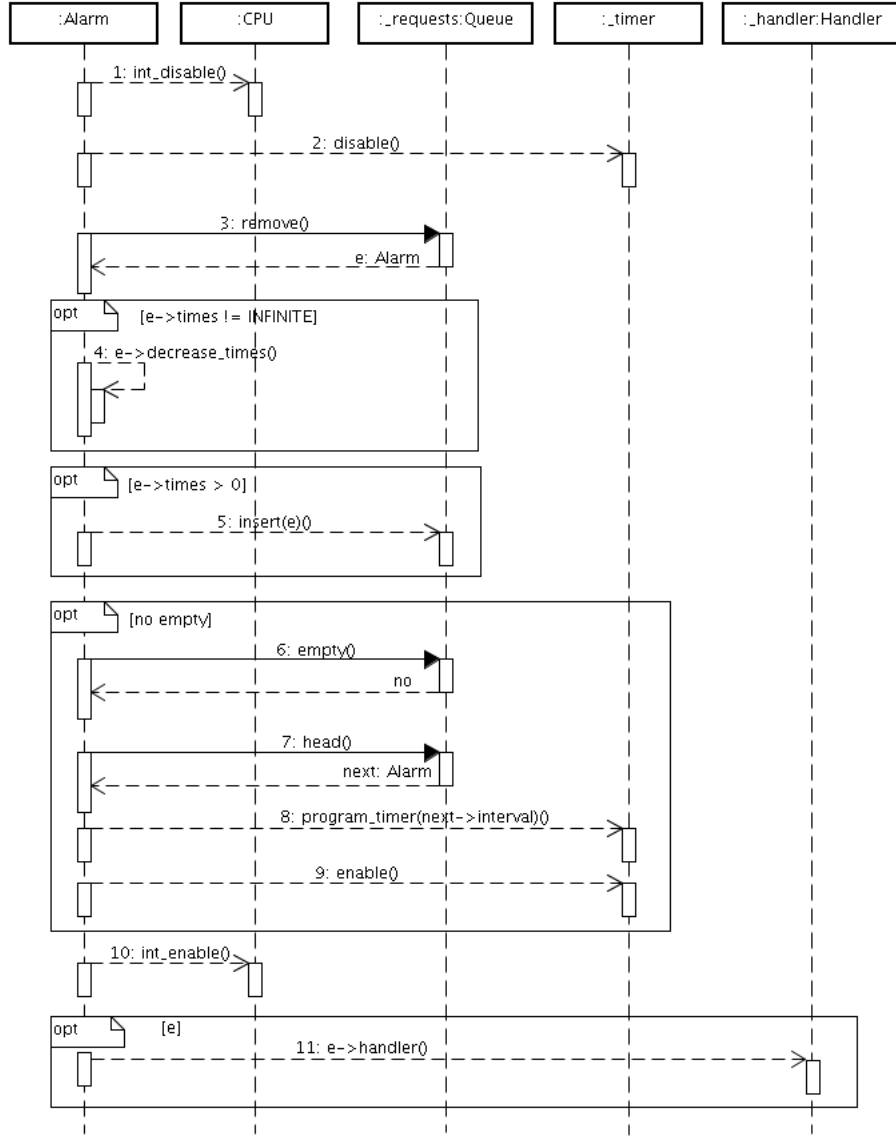 :Alarm
:CPU
:_requests:Queue
:_timer
:_handler:Handler
1: int_disable()
2: disable()
3: remove()
e: Alarm
opt
[e->times != INFINITE]
4: e->decrease_times()
opt
[e->times > 0]
5: insert(e)()
opt
[no empty]
6: empty()
no
7: head()
next: Alarm
8: program_timer(next->interval)()
9: enable()
10: int_enable()
opt
[e]
11: e->handler()